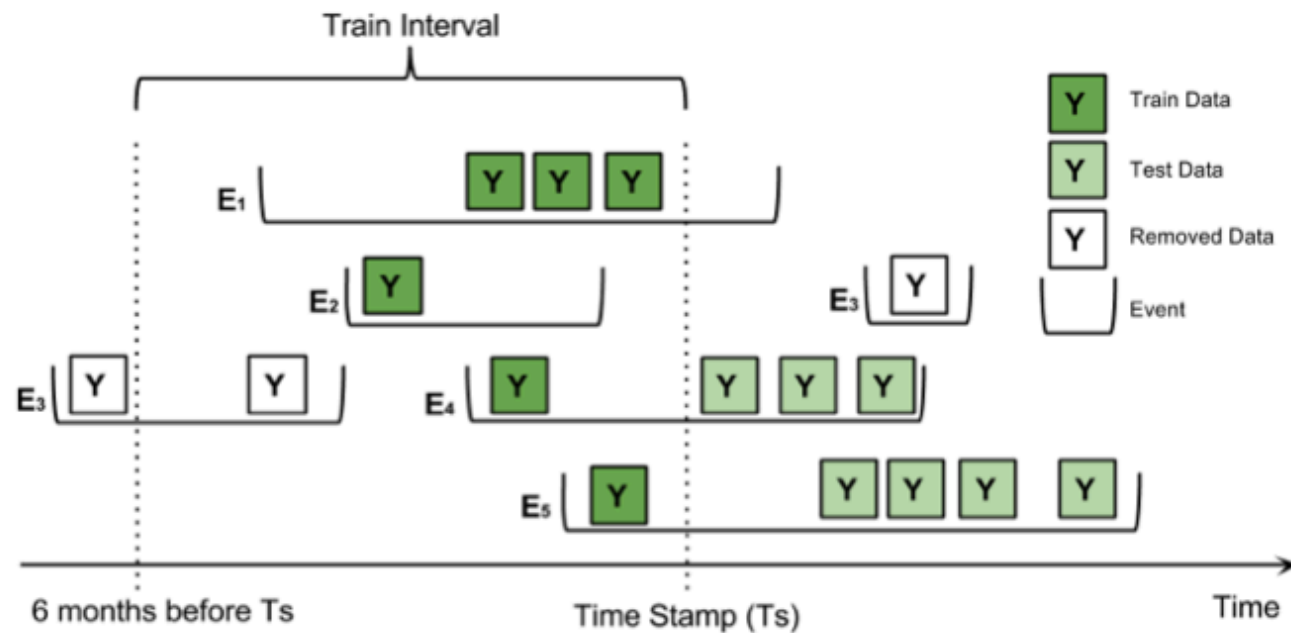 Train Interval
Y Train Data
Y Test Data
Y Removed Data
Event
E₁ Y Y Y
E₂ Y
E₃ Y
E₃ Y Y
E₄ Y Y Y Y
E₅ Y Y Y Y Y
6 months before Ts
Time Stamp (Ts)
Time